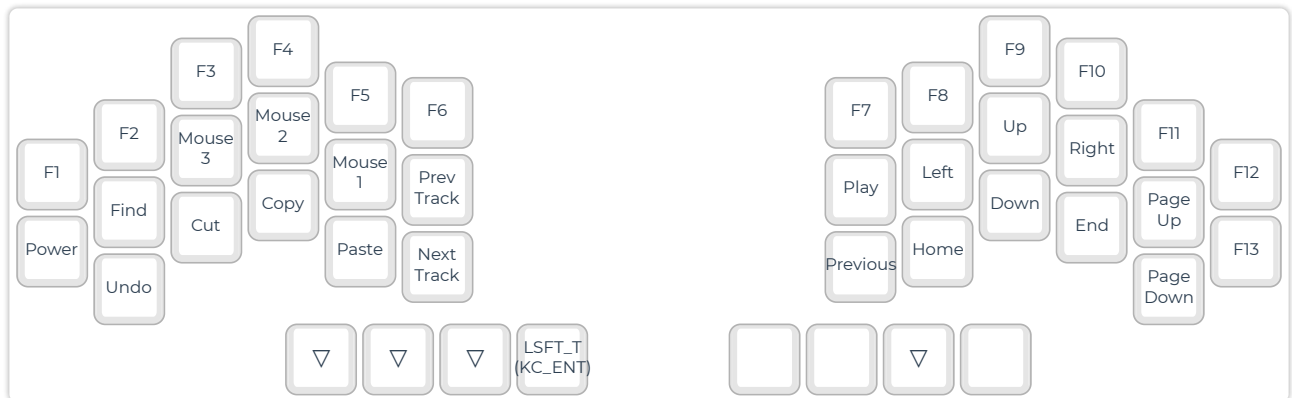 F4
F9
F3
F10
F5
F8
F6
F7
Mouse
2
Up
F2
F11
Mouse
3
Right
F1
Mouse
1
Left
F12
Prev
Track
Play
Find
Copy
Down
Page
Up
Cut
End
Power
Paste
Home
F13
Next
Track
Previous
Undo
Page
Down
▽
▽
▽
LSFT_T
(KC_ENT)
▽